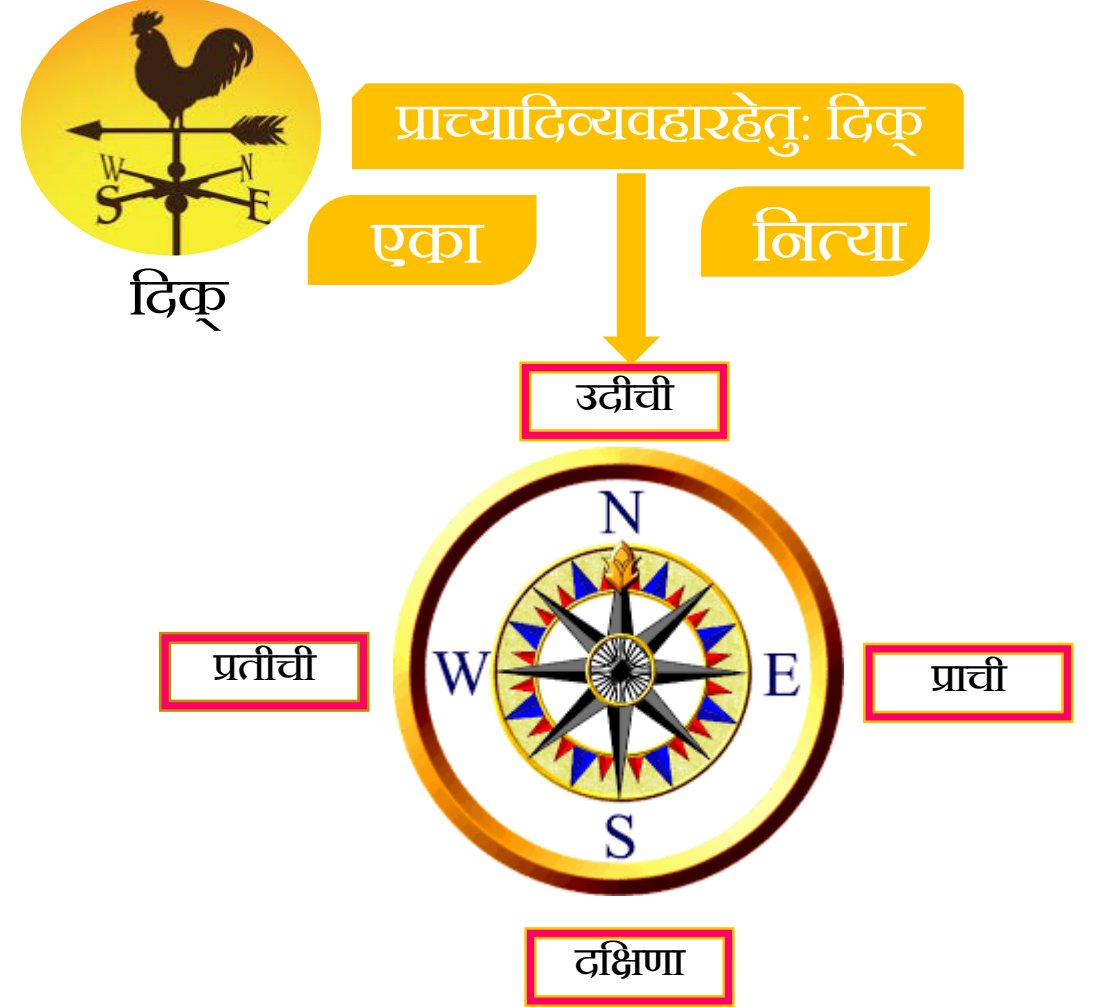 प्राच्यादिव्यवहारहेतुः दिक्
W N
S E
एका
नित्या
दिक्
उदीची
N
प्रतीची
W
E
प्राची
S
दक्षिणा